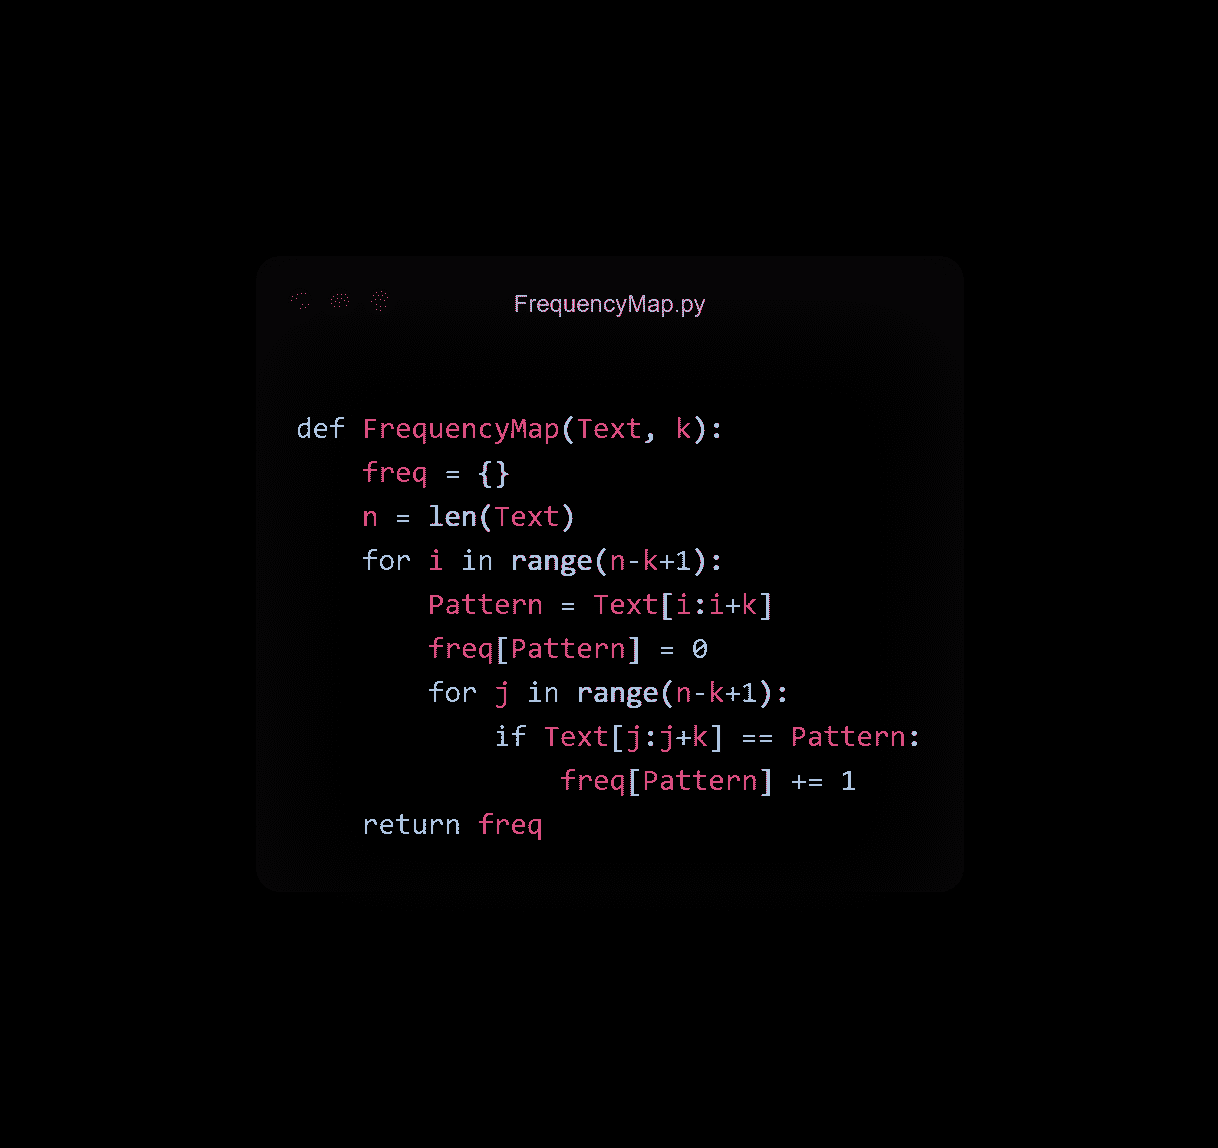 FrequencyMap.py
def FrequencyMap(Text, k):
    freq = {}
    n = len(Text)
    for i in range(n-k+1):
        Pattern = Text[i:i+k]
        freq[Pattern] = 0
        for j in range(n-k+1):
            if Text[j:j+k] == Pattern:
                freq[Pattern] += 1
    return freq